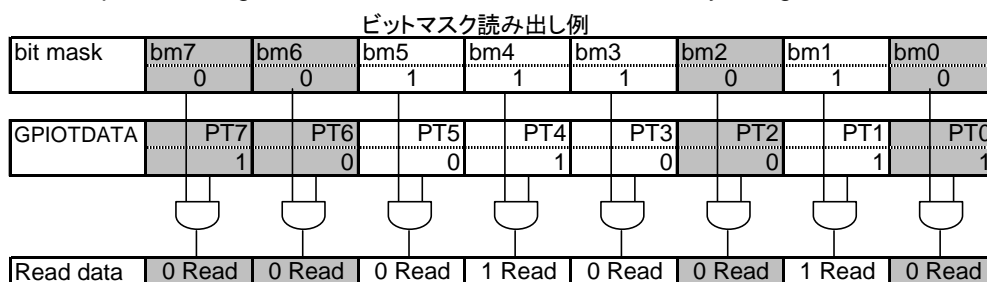 ビットマスク読み出し例
bit mask bm7 bm6 bm5 bm4 bm3 bm2 bm1 bm0
0 0 1 1 1 0 1 0
GPIOTDATA PT7 PT6 PT5 PT4 PT3 PT2 PT1 PT0
1 0 0 1 0 0 1 1
Read data 0 Read 0 Read 0 Read 1 Read 0 Read 0 Read 1 Read 0 Read